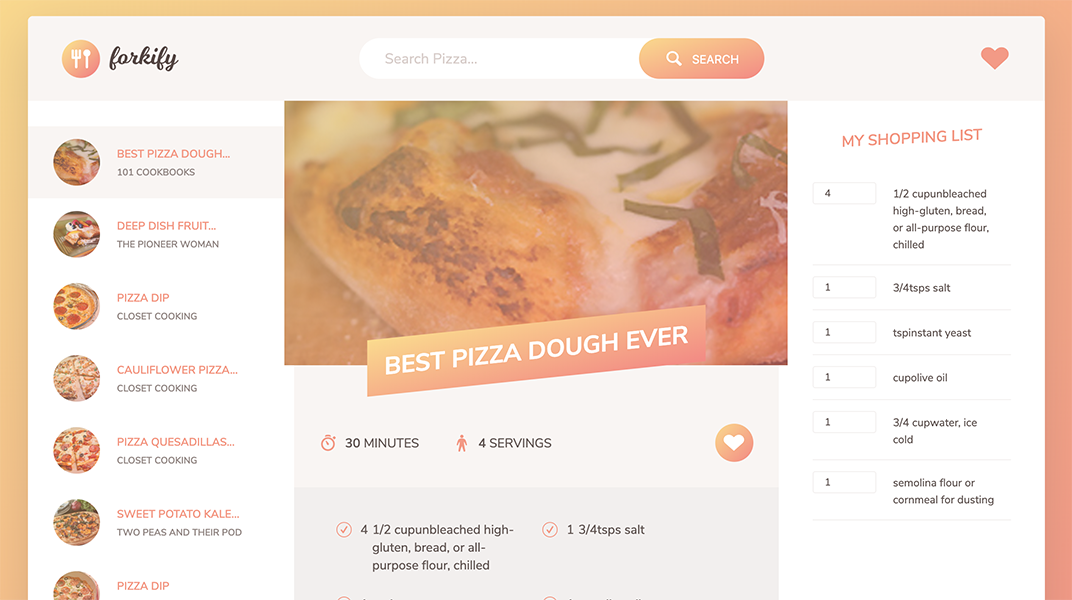 forkify
Search Pizza...
SEARCH
BEST PIZZA DOUGH...
101 COOKBOOKS
DEEP DISH FRUIT...
THE PIONEER WOMAN
PIZZA DIP
CLOSET COOKING
CAULIFLOWER PIZZA...
CLOSET COOKING
PIZZA QUESADILLAS...
CLOSET COOKING
SWEET POTATO KALE...
TWO PEAS AND THEIR POD
PIZZA DIP
BEST PIZZA DOUGH EVER
30 MINUTES
4 SERVINGS
4 1/2 cupunbleached high-
gluten, bread, or all-
purpose flour, chilled
1 3/4tsps salt
MY SHOPPING LIST
4
1/2 cupunbleached
high-gluten, bread,
or all-purpose flour,
chilled
1
3/4tsps salt
1
tspinstant yeast
1
cupolive oil
1
3/4 cupwater, ice
cold
1
semolina flour or
cornmeal for dusting